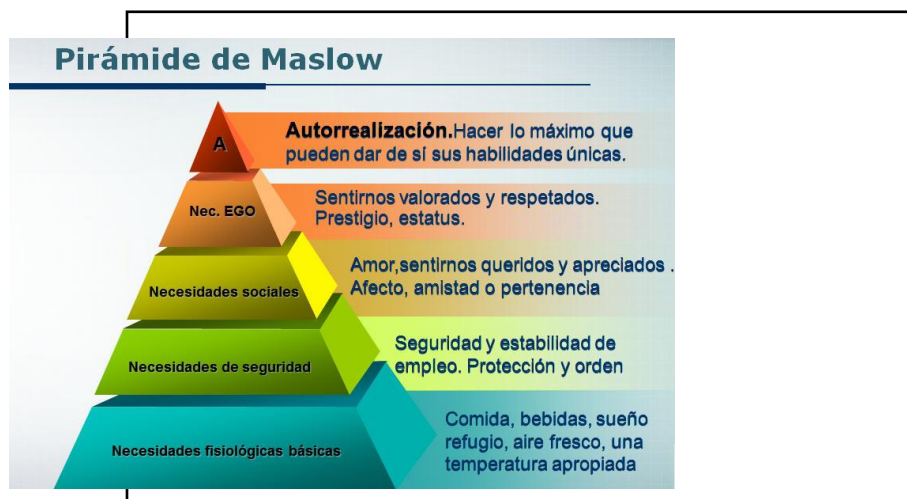 Pirámide de Maslow
A
Autorrealización.Hacer lo máximo que
pueden dar de sí sus habilidades únicas.
Nec. EGO
Sentirnos valorados y respetados.
Prestigio, estatus.
Necesidades sociales
Amor,sentirnos queridos y apreciados .
Afecto, amistad o pertenencia
Necesidades de seguridad
Seguridad y estabilidad de
empleo. Protección y orden
Necesidades fisiológicas básicas
Comida, bebidas, sueño
refugio, aire fresco, una
temperatura apropiada